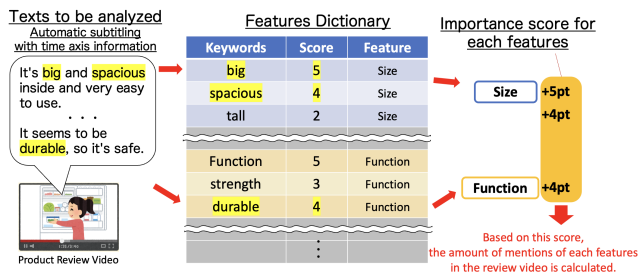 Texts to be analyzed
Automatic subtitling
with time axis information
It's big and spacious
inside and very easy
to use.
· · ·
It seems to be
durable, so it's safe.
Product Review Video
Features Dictionary
Keywords Score Feature
big 5 Size
spacious 4 Size
tall 2 Size
Function 5 Function
strength 3 Function
durable 4 Function
Importance score for
each features
Size +5pt
+4pt
Function +4pt
Based on this score,
the amount of mentions of each features
in the review video is calculated.